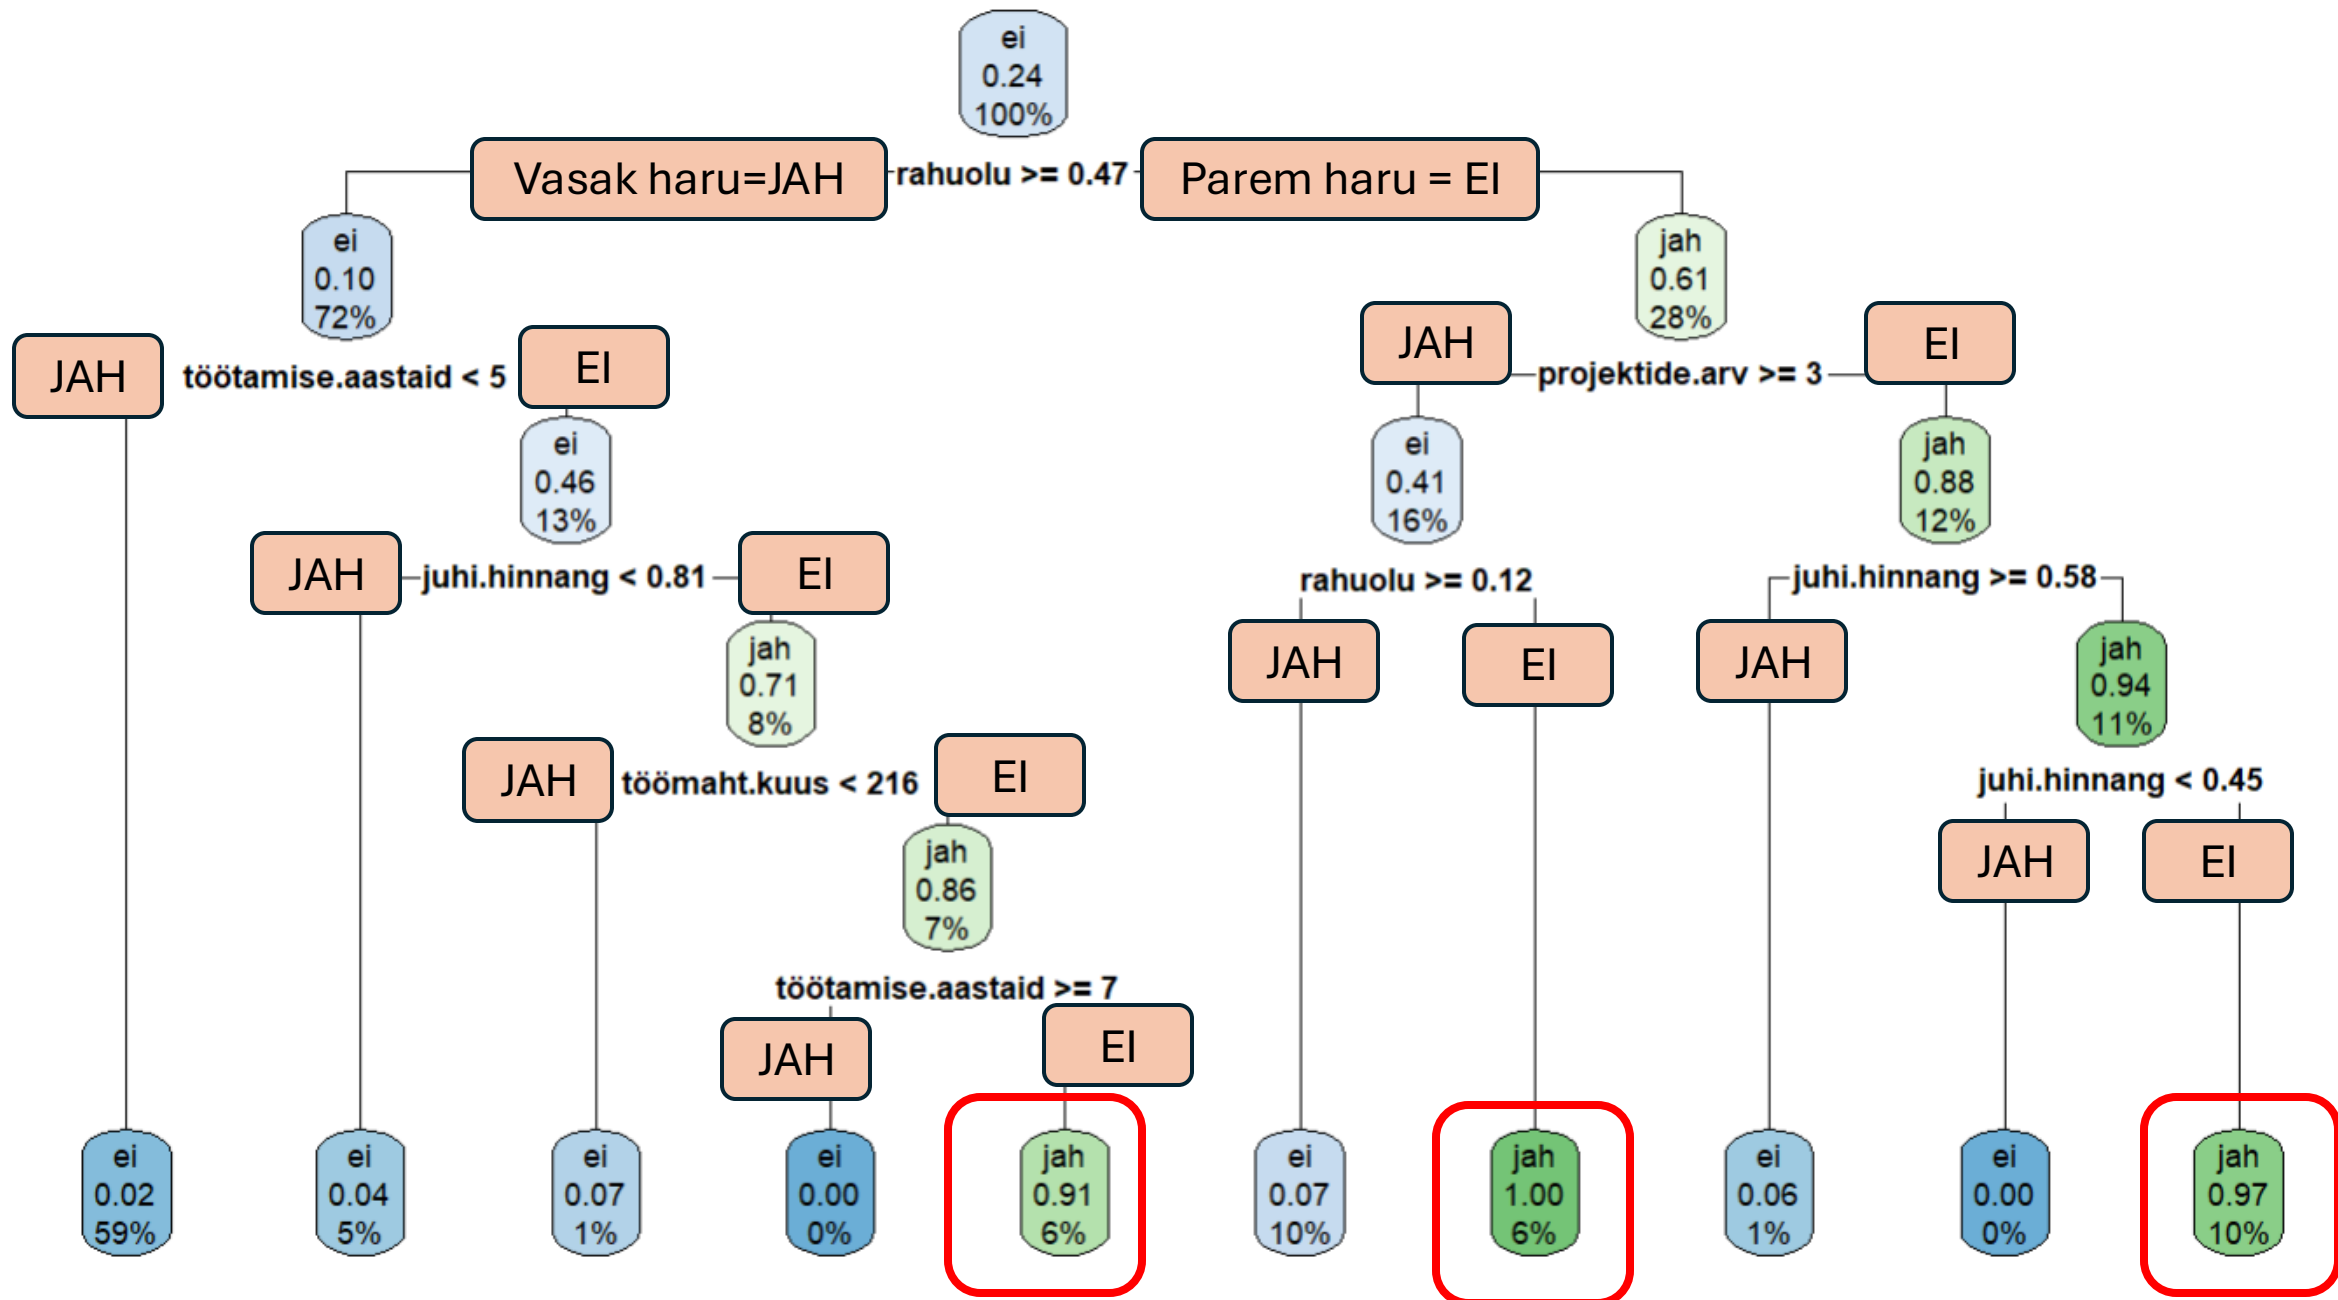 ei
0.24
100%
Vasak haru=JAH
rahuolu >= 0.47
Parem haru = EI
ei
0.10
72%
jah
0.61
28%
JAH
töötamise.aastaid < 5
EI
JAH
projektide.arv >= 3
EI
ei
0.46
13%
ei
0.41
16%
jah
0.88
12%
JAH
juhi.hinnang < 0.81
EI
rahuolu >= 0.12
juhi.hinnang >= 0.58
jah
0.71
8%
JAH
EI
JAH
jah
0.94
11%
JAH
töömaht.kuus < 216
EI
juhi.hinnang < 0.45
jah
0.86
7%
JAH
EI
töötamise.aastaid >= 7
JAH
EI
ei
0.02
59%
ei
0.04
5%
ei
0.07
1%
ei
0.00
0%
jah
0.91
6%
ei
0.07
10%
jah
1.00
6%
ei
0.06
1%
ei
0.00
0%
jah
0.97
10%